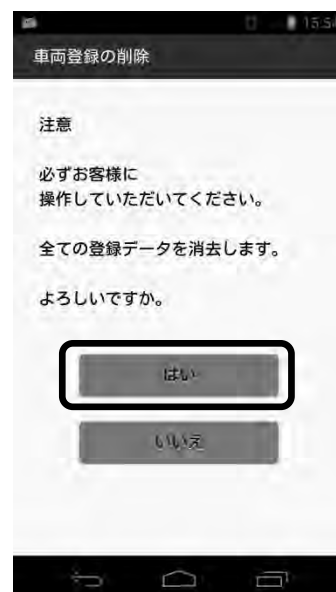 15:54
車両登録の削除
注意
必ずお客様に
操作していただいてください。
全ての登録データを消去します。
よろしいですか。
はい
いいえ